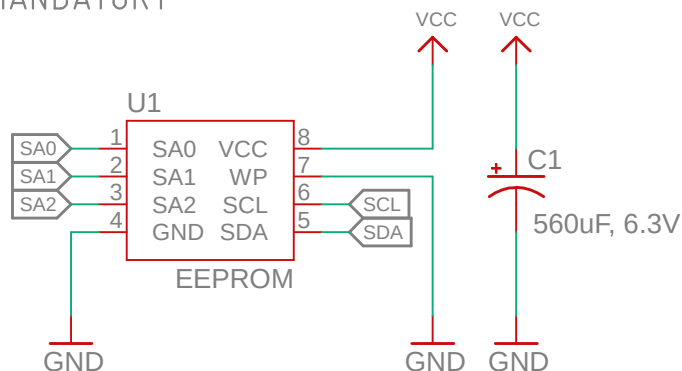 MANDATORY
VCC VCC
U1
SA0 1 SA0 VCC 8
SA1 2 SA1 WP 7
SA2 3 SA2 SCL 6 SCL
4 GND SDA 5 SDA
EEPROM
C1
+
560uF, 6.3V
GND GND GND